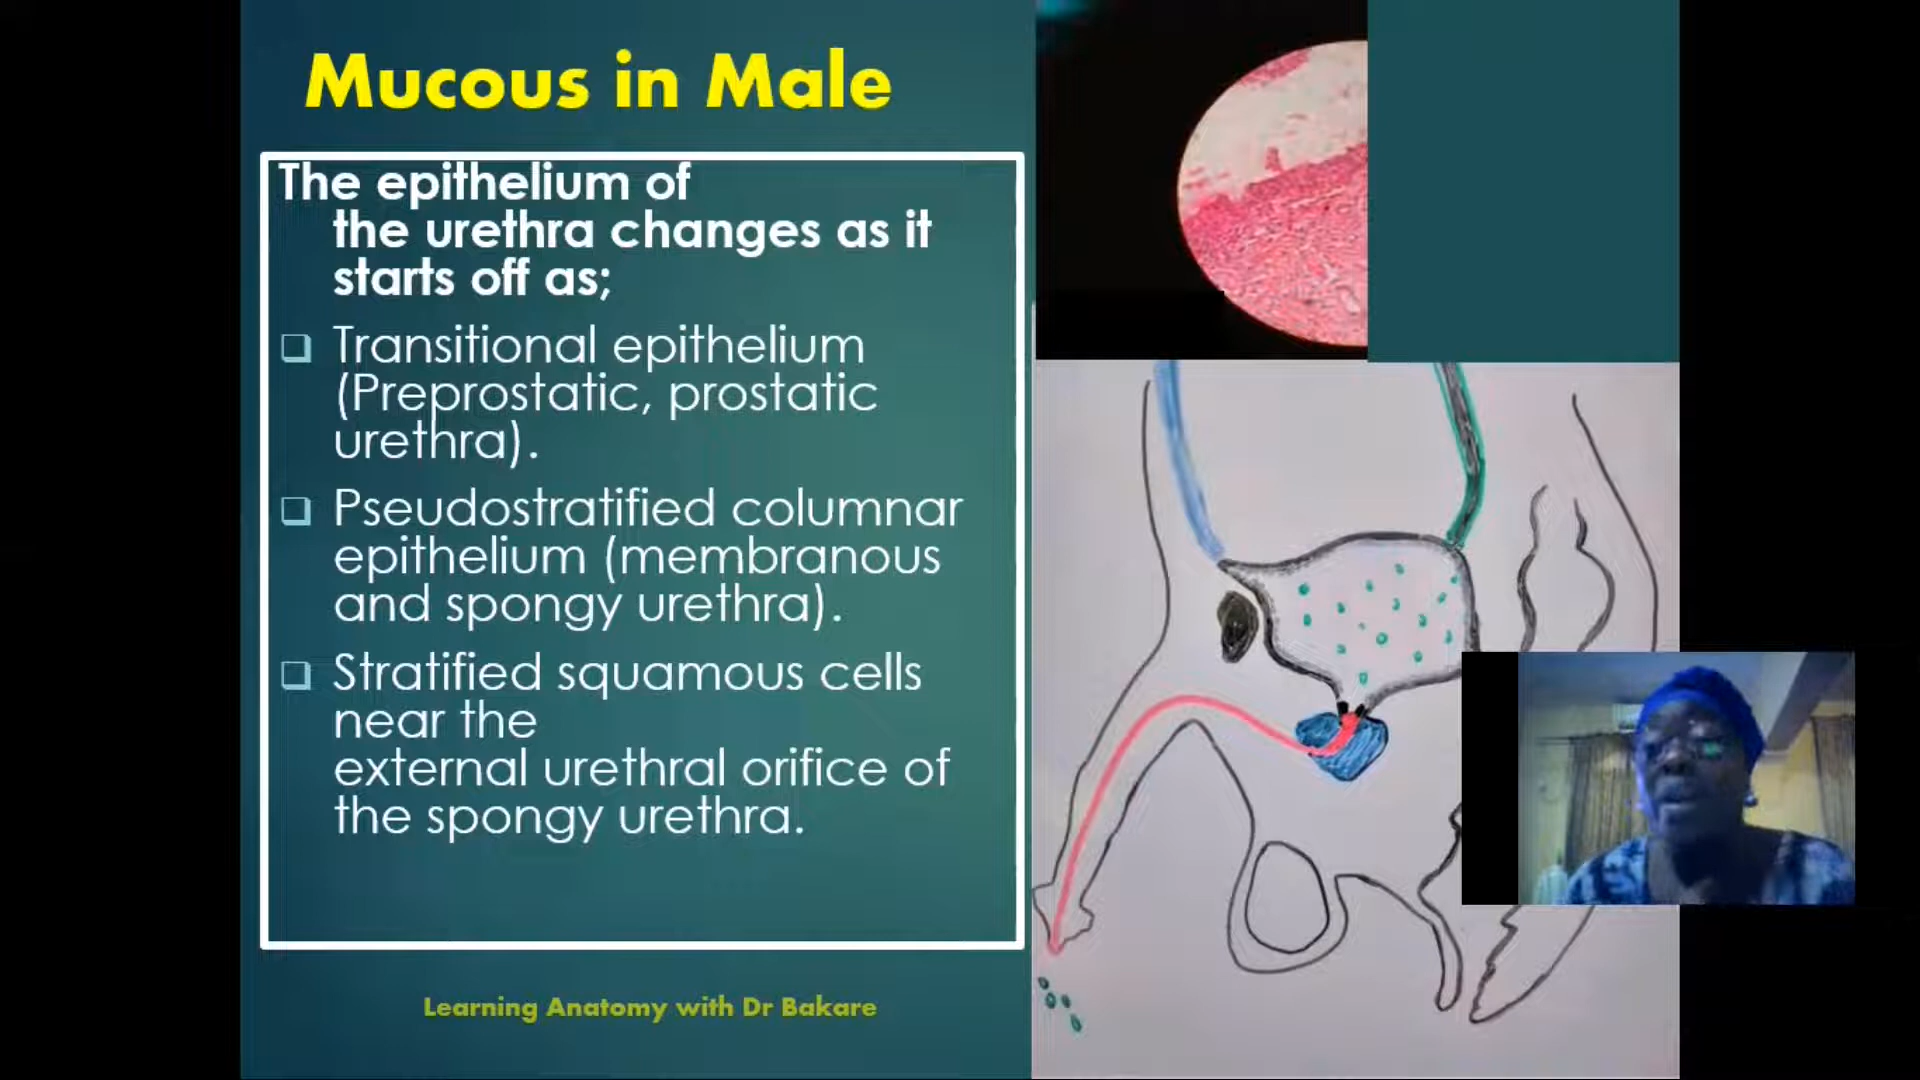 Mucous in Male
The epithelium of
the urethra changes as it
starts off as;
Transitional epithelium
(Preprostatic, prostatic
urethra).
Pseudostratified columnar
epithelium (membranous
and spongy urethra).
Stratified squamous cells
near the
external urethral orifice of
the spongy urethra.
Learning Anatomy with Dr Bakare